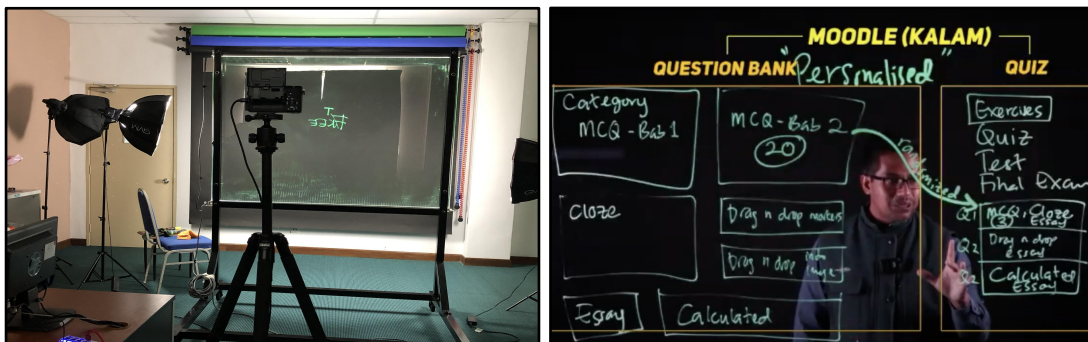 MOODLE (KALAM)
QUESTION BANK
"Personalised"
QUIZ
Category
MCQ - Bab 1
MCQ - Bab 2
20
Randomized
Cloze
Drag n drop markers
Drag n drop into image
Essay
Calculated
Exercises
Quiz
Test
Final Exam
Q1
MCQ, Cloze
Essay
Q2
Drag n drop
Essay
Q2
Calculated
Essay